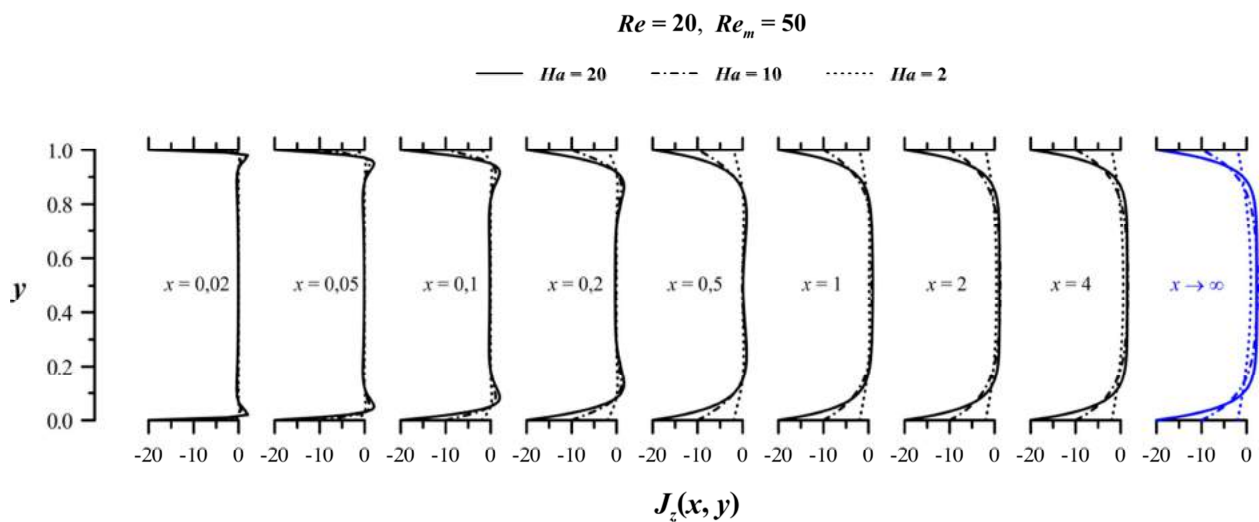 Re = 20, Re_m = 50
Ha = 20 Ha = 10 Ha = 2
1.0
0.8
0.6
0.4
0.2
0.0
y
x = 0,02 x = 0,05 x = 0,1 x = 0,2 x = 0,5 x = 1 x = 2 x = 4 x → ∞
-20 -10 0 -20 -10 0 -20 -10 0 -20 -10 0 -20 -10 0 -20 -10 0 -20 -10 0 -20 -10 0 -20 -10 0
J_z(x, y)